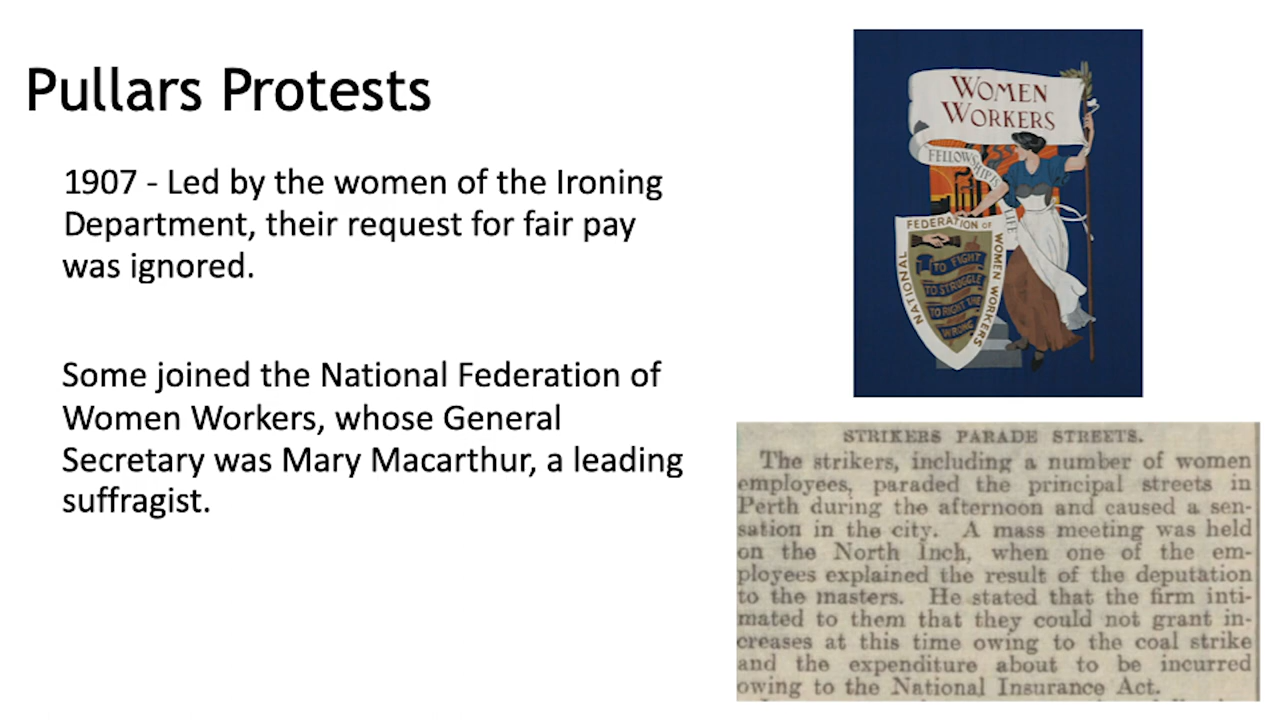 Pullars Protests
1907 - Led by the women of the Ironing
Department, their request for fair pay
was ignored.
Some joined the National Federation of
Women Workers, whose General
Secretary was Mary Macarthur, a leading
suffragist.
WOMEN
WORKERS
FELLOWSHIP IS
LIFE
FEDERATION OF
NATIONAL
WOMEN WORKERS
TO FIGHT
TO STRUGGLE
TO RIGHT THE
WRONG
STRIKERS PARADE STREETS.
The strikers, including a number of women
employees, paraded the principal streets in
Perth during the afternoon and caused a sen-
sation in the city. A mass meeting was held
on the North Inch, when one of the em-
ployees explained the result of the deputation
to the masters. He stated that the firm inti-
mated to them that they could not grant in-
creases at this time owing to the coal strike
and the expenditure about to be incurred
owing to the National Insurance Act.